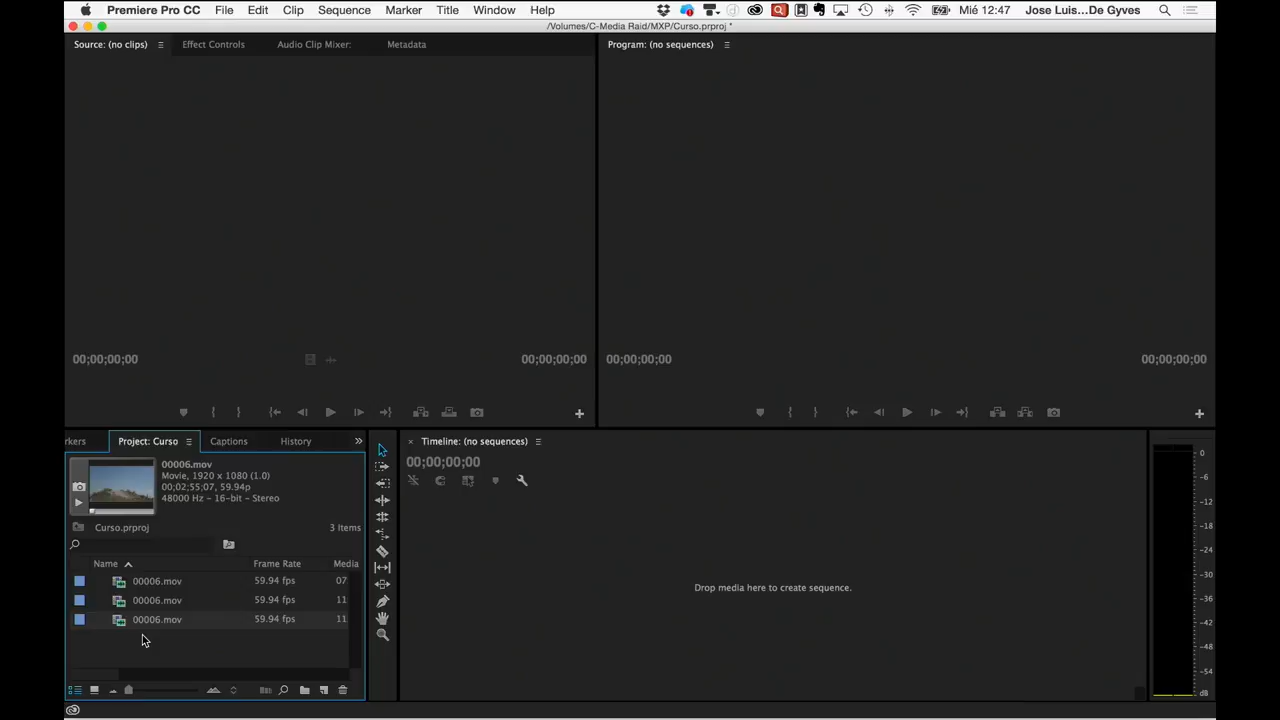 Premiere Pro CC File Edit Clip Sequence Marker Title Window Help Mié 12:47 Jose Luis...De Gyves
/Volumes/C-Media Raid/MXP/Curso.prproj *
Source: (no clips) Effect Controls Audio Clip Mixer: Metadata
Program: (no sequences)
00;00;00;00 00;00;00;00
00;00;00;00 00;00;00;00
rkers Project: Curso Captions History »
00006.mov
Movie, 1920 x 1080 (1.0)
00;02;55;07, 59.94p
48000 Hz - 16-bit - Stereo
Curso.prproj 3 Items
Name Frame Rate Media
00006.mov 59.94 fps 07
00006.mov 59.94 fps 11
00006.mov 59.94 fps 11
× Timeline: (no sequences)
00;00;00;00
Drop media here to create sequence.
0
-6
-12
-18
-24
-30
-36
-42
-48
-54
dB